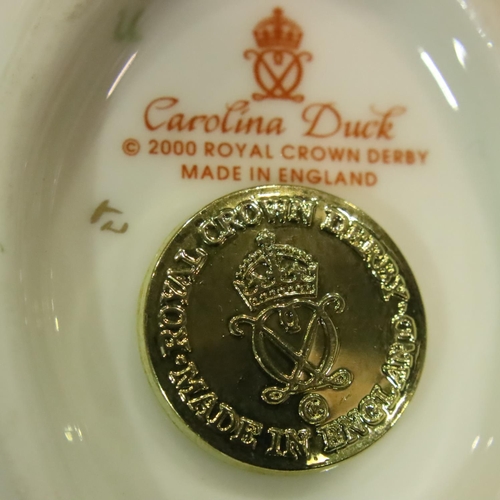 Carolina Duck
© 2000 ROYAL CROWN DERBY
MADE IN ENGLAND
ROYAL CROWN DERBY
MADE IN ENGLAND